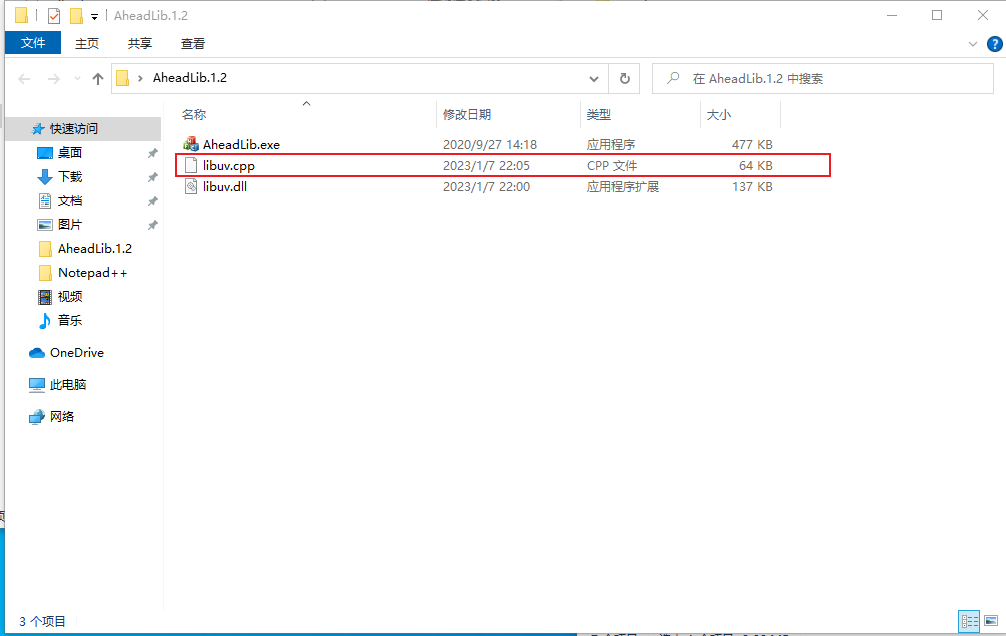 AheadLib.1.2
文件 主页 共享 查看
AheadLib.1.2
在 AheadLib.1.2 中搜索
名称 修改日期 类型 大小
快速访问
桌面
下载
文档
图片
AheadLib.1.2
Notepad++
视频
音乐
OneDrive
此电脑
网络
AheadLib.exe 2020/9/27 14:18 应用程序 477 KB
libuv.cpp 2023/1/7 22:05 CPP 文件 64 KB
libuv.dll 2023/1/7 22:00 应用程序扩展 137 KB
3 个项目